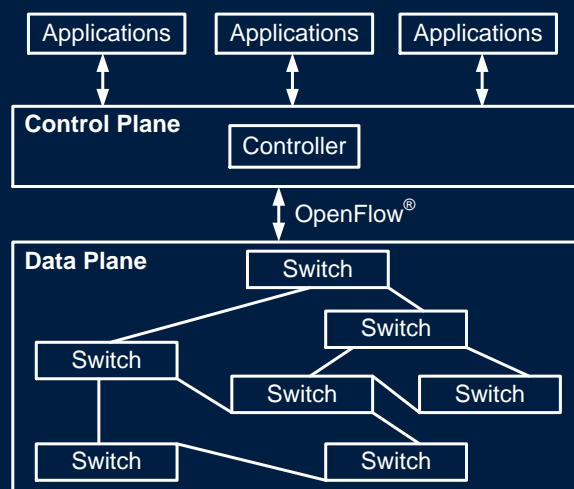 Applications Applications Applications
Control Plane
Controller
OpenFlow®
Data Plane
Switch
Switch
Switch
Switch Switch
Switch Switch